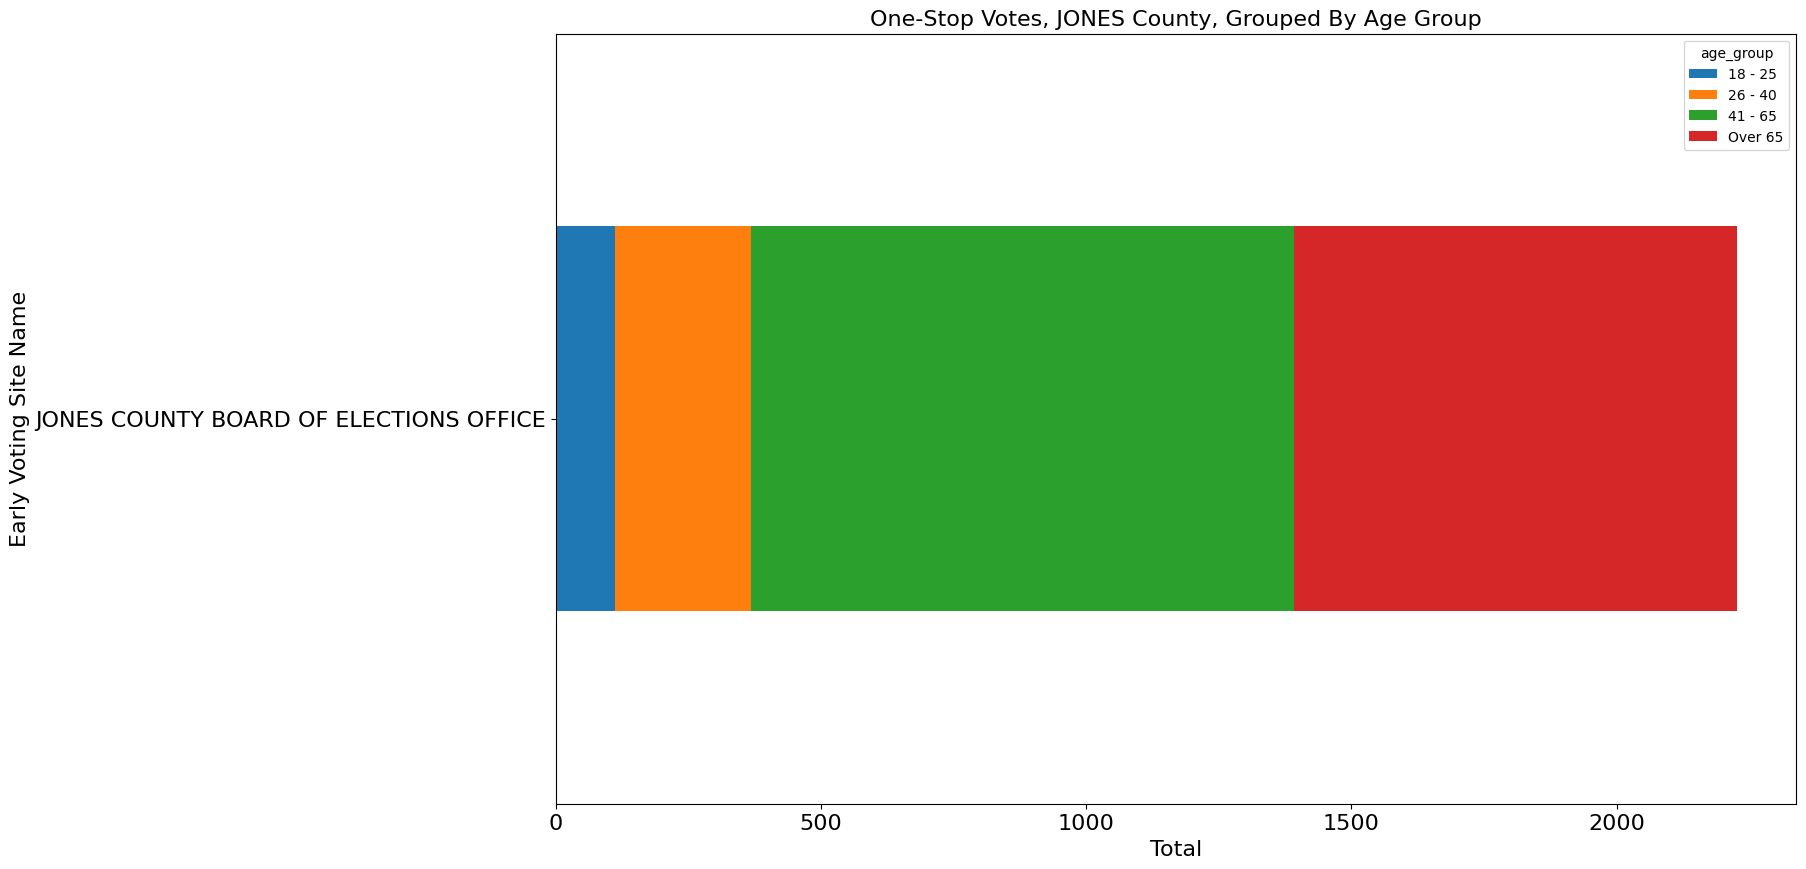 One-Stop Votes, JONES County, Grouped By Age Group
age_group
18 - 25
26 - 40
41 - 65
Over 65
Early Voting Site Name
JONES COUNTY BOARD OF ELECTIONS OFFICE
0
500
1000
1500
2000
Total